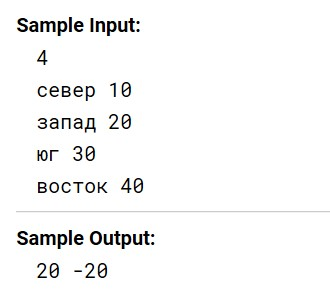 Sample Input:
4
север 10
запад 20
юг 30
восток 40
Sample Output:
20 -20